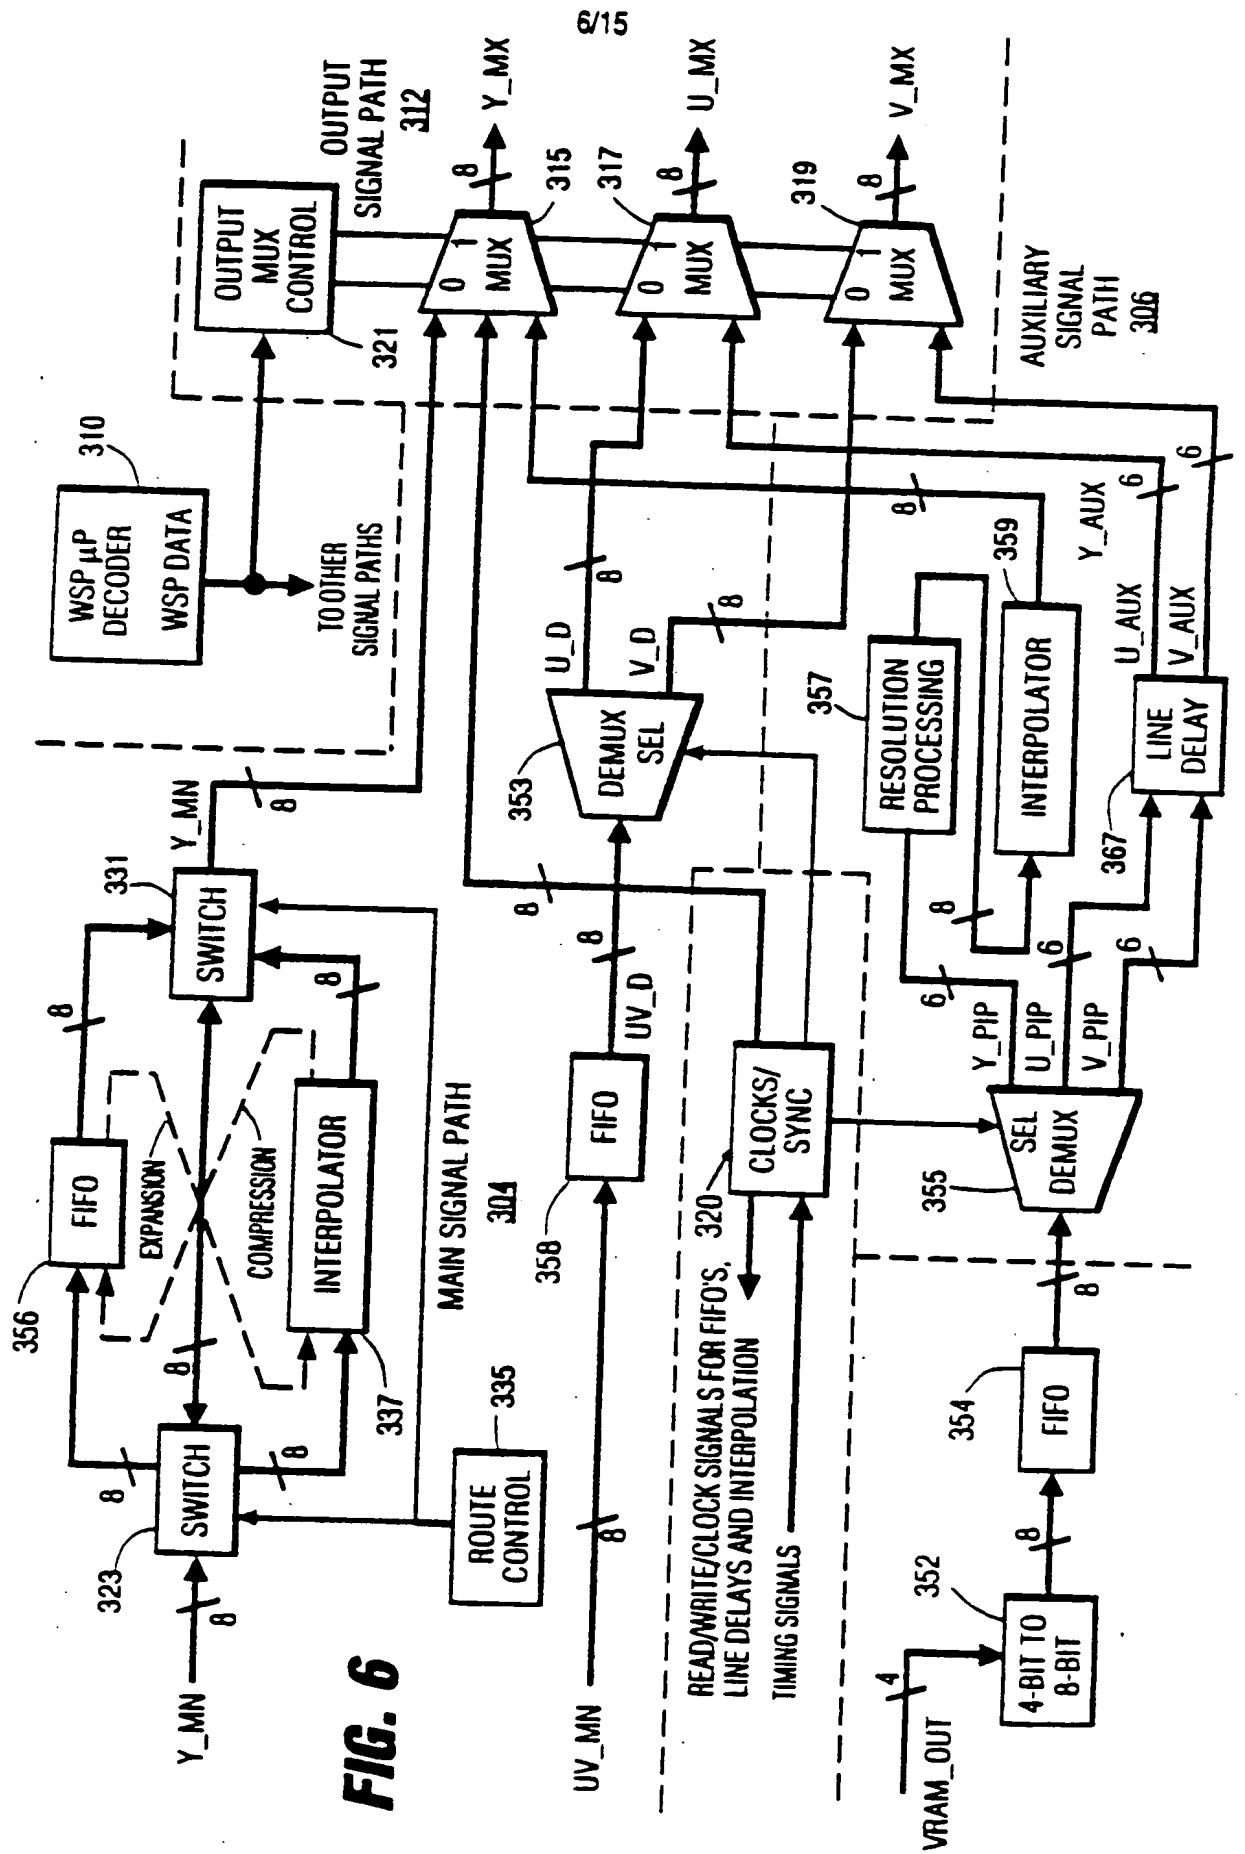 6/15
WSP µP
DECODER
WSP DATA
310
TO OTHER
SIGNAL PATHS
OUTPUT
MUX
CONTROL
321
OUTPUT
SIGNAL PATH
312
Y_MN
8
323
SWITCH
8
8
8
356
FIFO
8
EXPANSION
COMPRESSION
INTERPOLATOR
337
8
331
SWITCH
Y_MN
8
ROUTE
CONTROL
335
MAIN SIGNAL PATH
304
0
1
MUX
315
8
Y_MX
0
1
MUX
317
8
U_MX
0
1
MUX
319
8
V_MX
UV_MN
8
358
FIFO
UV_D
8
353
DEMUX
SEL
U_D
8
V_D
8
8
READ/WRITE/CLOCK SIGNALS FOR FIFO'S,
LINE DELAYS AND INTERPOLATION
TIMING SIGNALS
320
CLOCKS/
SYNC
VRAM_OUT
4
4-BIT TO
8-BIT
352
8
354
FIFO
8
355
SEL
DEMUX
Y_PIP
U_PIP
V_PIP
6
6
6
357
RESOLUTION
PROCESSING
8
INTERPOLATOR
359
8
Y_AUX
367
LINE
DELAY
U_AUX
V_AUX
6
6
AUXILIARY
SIGNAL
PATH
306
FIG. 6